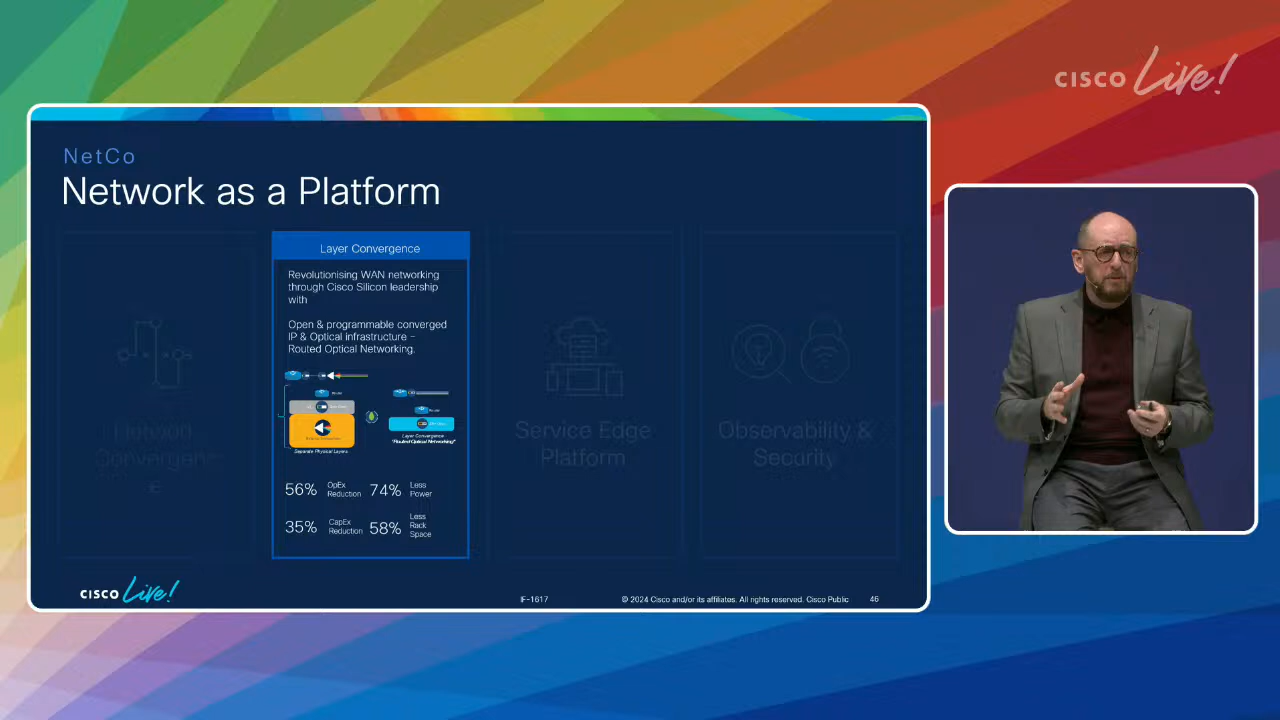 CISCO Live!
NetCo
Network as a Platform
Layer Convergence
Revolutionising WAN networking
through Cisco Silicon leadership
with
Open & programmable converged
IP & Optical infrastructure –
Routed Optical Networking.
Router
Router
Separate Physical Layers
Layer Convergence
"Routed Optical Networking"
56% OpEx
Reduction
74% Less
Power
35% CapEx
Reduction
58% Less
Rack
Space
Convergence
Service Edge
Platform
Observability &
Security
CISCO Live!
IF-1617
© 2024 Cisco and/or its affiliates. All rights reserved. Cisco Public
46